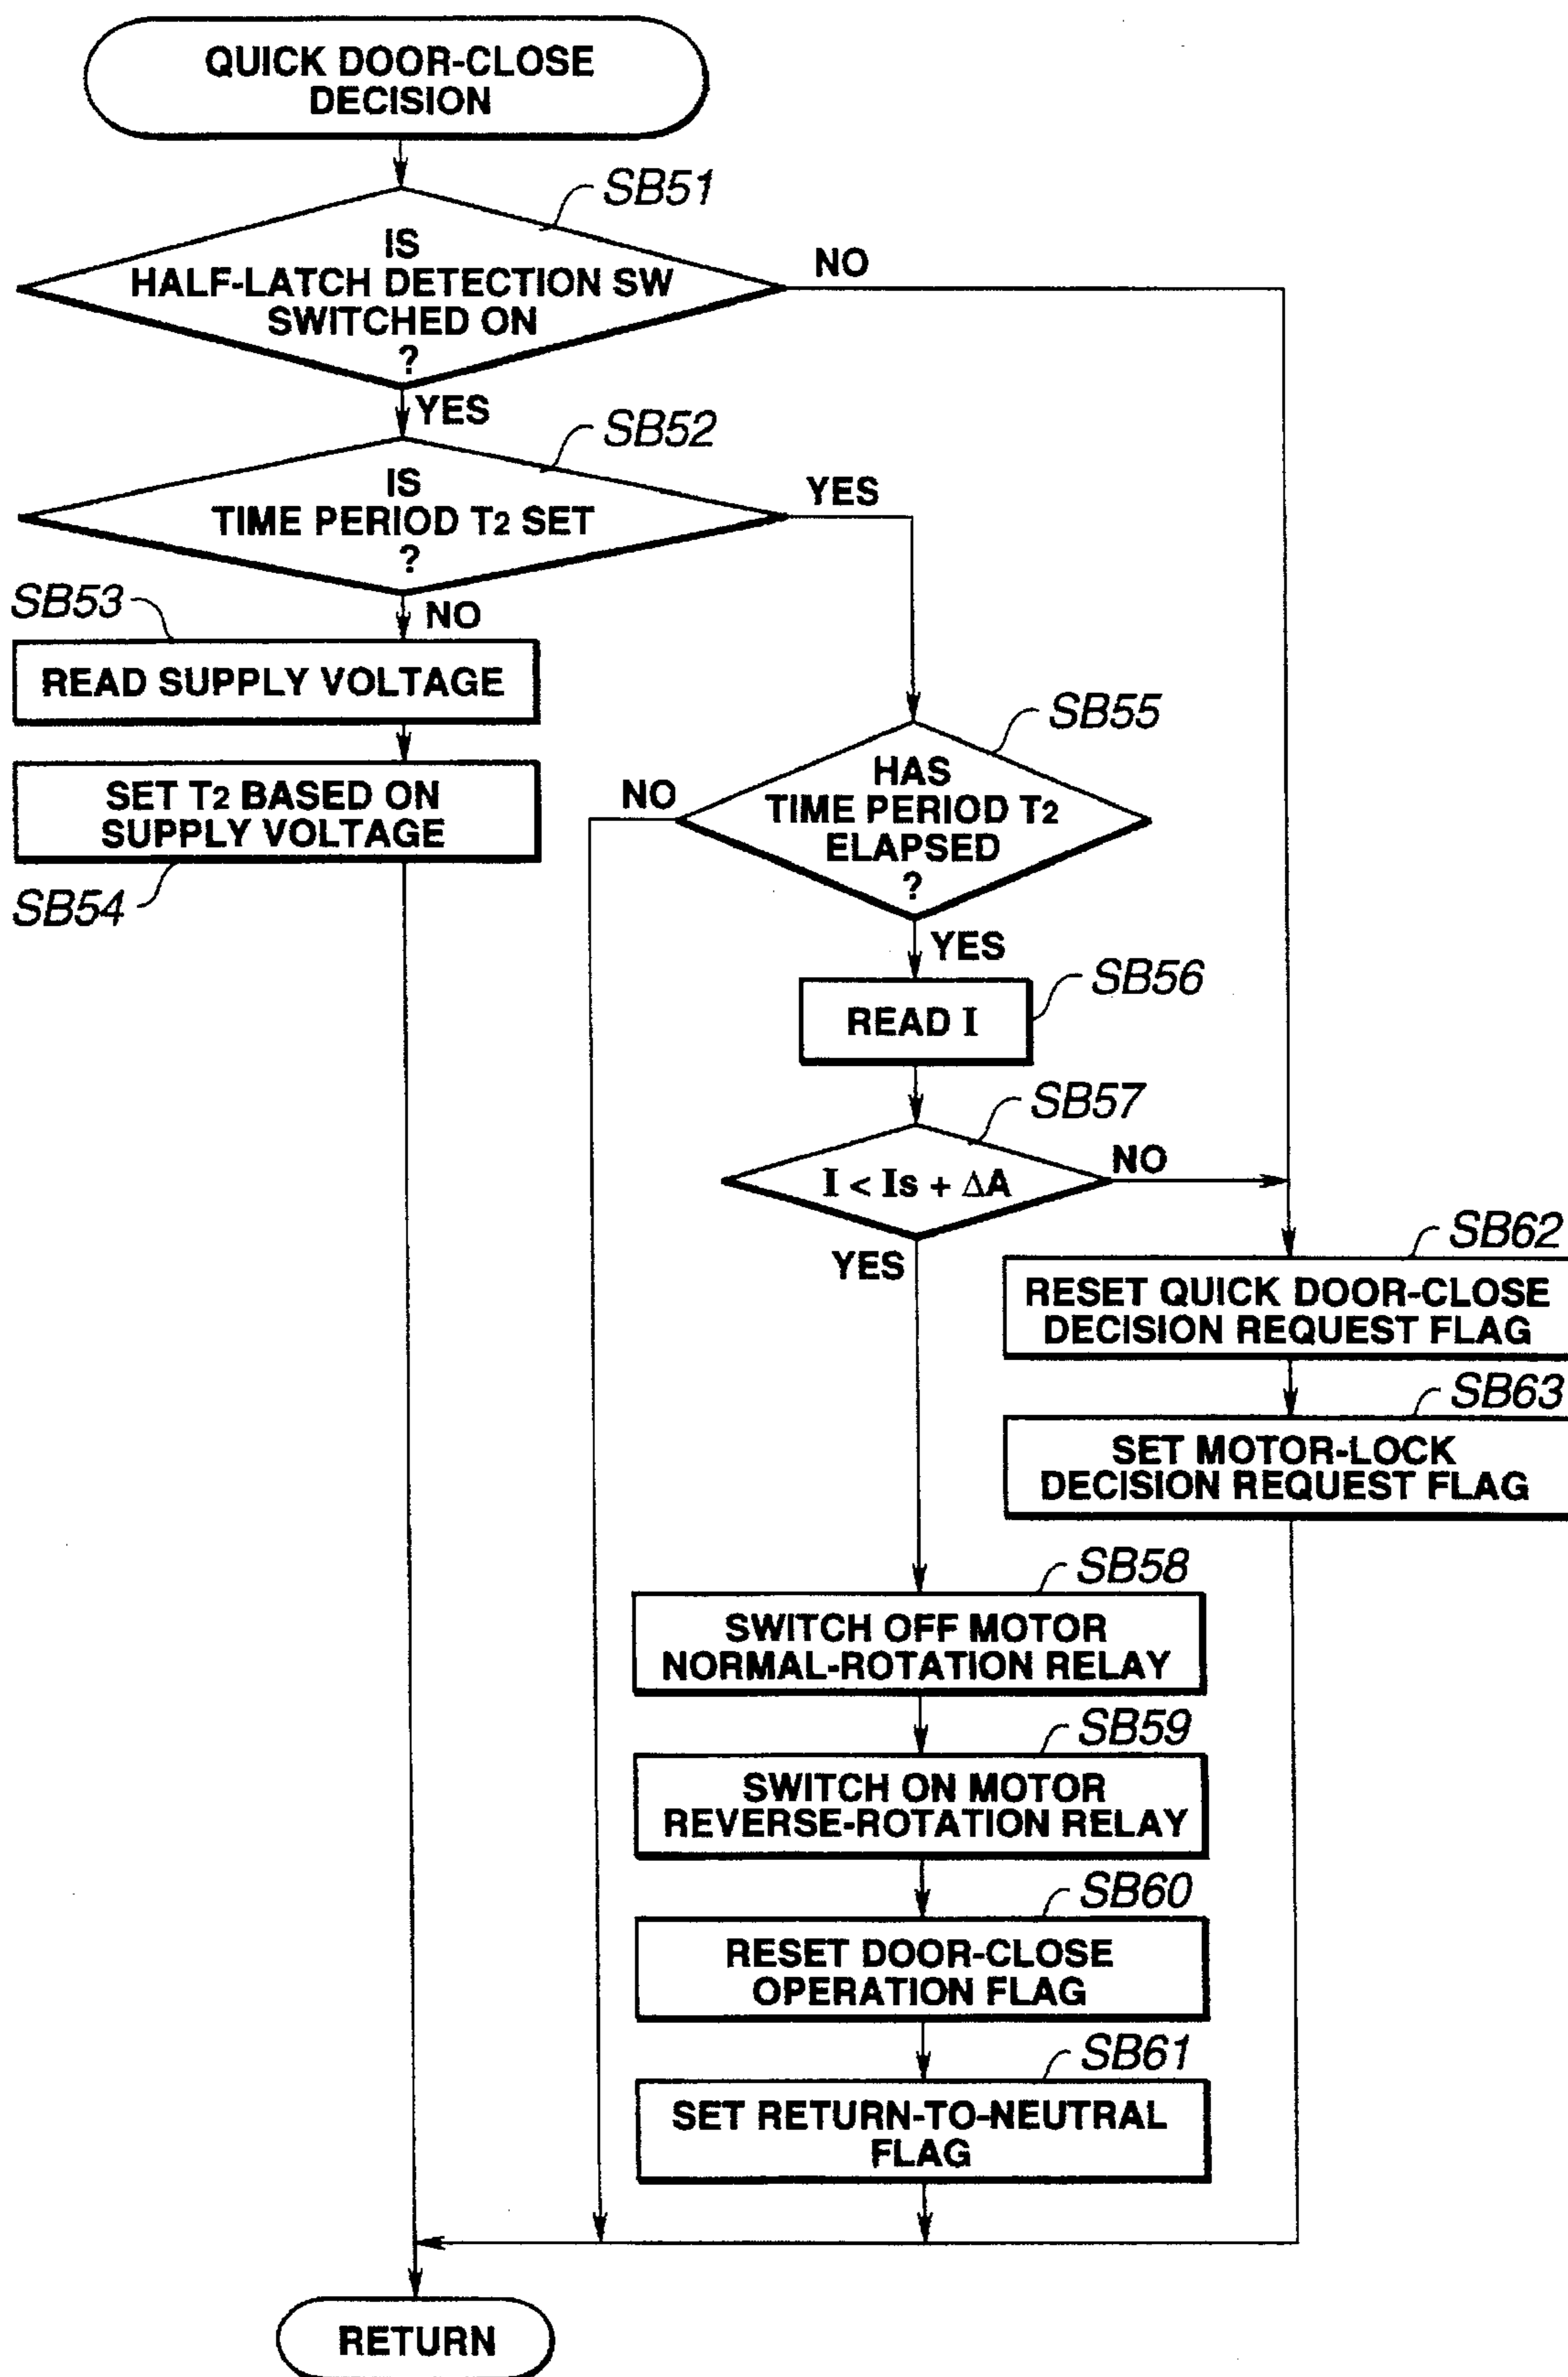 QUICK DOOR-CLOSE
DECISION
SB51
IS
HALF-LATCH DETECTION SW
SWITCHED ON
?
NO
YES
SB52
IS
TIME PERIOD T2 SET
?
YES
NO
SB53
READ SUPPLY VOLTAGE
SET T2 BASED ON
SUPPLY VOLTAGE
SB54
SB55
HAS
TIME PERIOD T2
ELAPSED
?
NO
YES
SB56
READ I
SB57
I < Is + ΔA
NO
YES
SB62
RESET QUICK DOOR-CLOSE
DECISION REQUEST FLAG
SB63
SET MOTOR-LOCK
DECISION REQUEST FLAG
SB58
SWITCH OFF MOTOR
NORMAL-ROTATION RELAY
SB59
SWITCH ON MOTOR
REVERSE-ROTATION RELAY
SB60
RESET DOOR-CLOSE
OPERATION FLAG
SB61
SET RETURN-TO-NEUTRAL
FLAG
RETURN